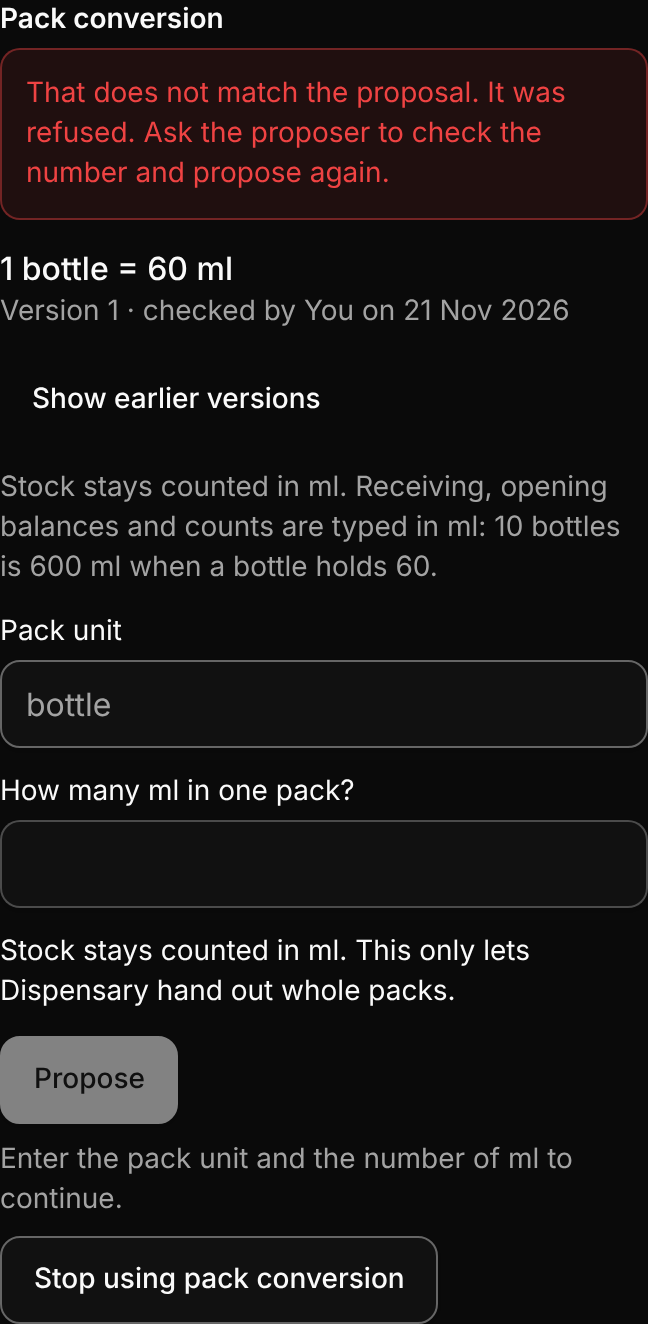 Pack conversion
That does not match the proposal. It was
refused. Ask the proposer to check the
number and propose again.
1 bottle = 60 ml
Version 1 · checked by You on 21 Nov 2026
Show earlier versions
Stock stays counted in ml. Receiving, opening
balances and counts are typed in ml: 10 bottles
is 600 ml when a bottle holds 60.
Pack unit
bottle
How many ml in one pack?
Stock stays counted in ml. This only lets
Dispensary hand out whole packs.
Propose
Enter the pack unit and the number of ml to
continue.
Stop using pack conversion